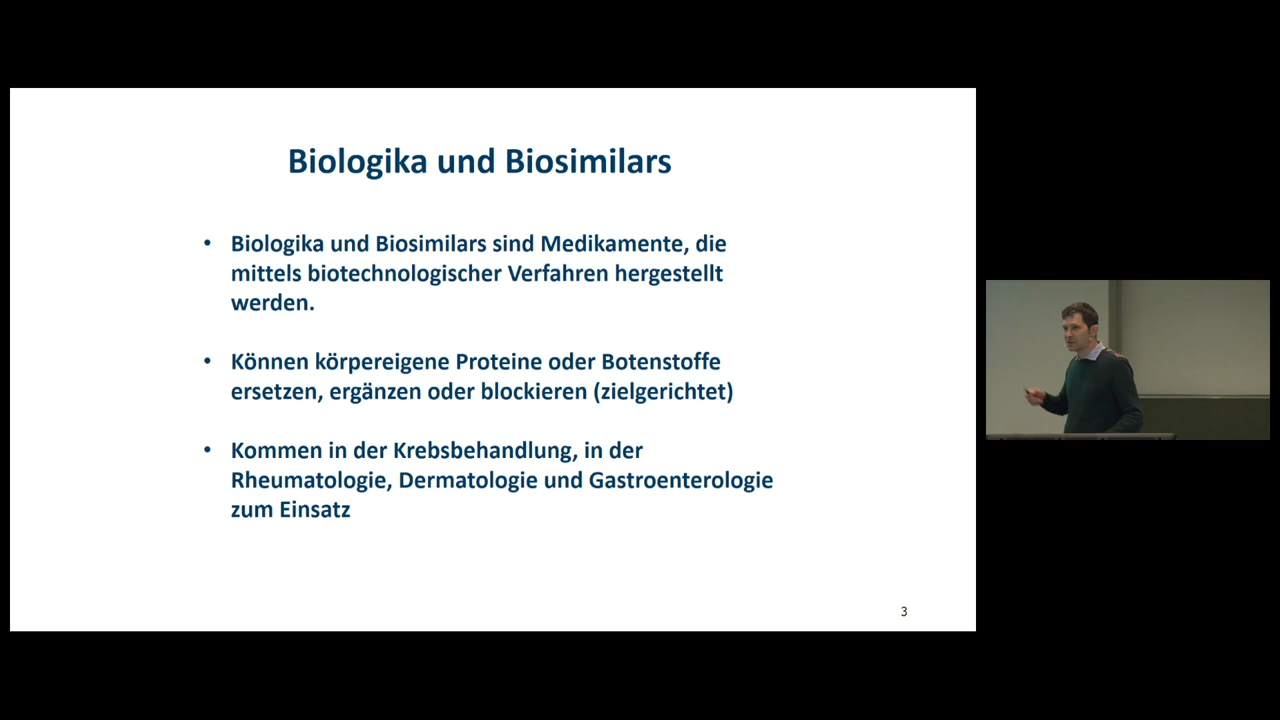 Biologika und Biosimilars
• Biologika und Biosimilars sind Medikamente, die
mittels biotechnologischer Verfahren hergestellt
werden.
• Können körpereigene Proteine oder Botenstoffe
ersetzen, ergänzen oder blockieren (zielgerichtet)
• Kommen in der Krebsbehandlung, in der
Rheumatologie, Dermatologie und Gastroenterologie
zum Einsatz
3